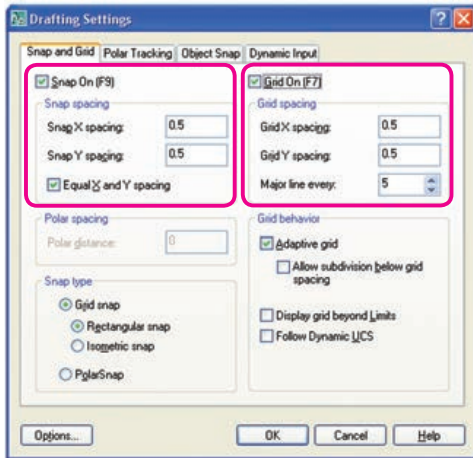 Drafting Settings
Snap and Grid Polar Tracking Object Snap Dynamic Input
Snap On (F9)
Snap spacing
Snap X spacing: 0.5
Snap Y spacing: 0.5
Equal X and Y spacing
Grid On (F7)
Grid spacing
Grid X spacing: 0.5
Grid Y spacing: 0.5
Major line every: 5
Polar spacing
Polar distance: 0
Snap type
Grid snap
Rectangular snap
Isometric snap
PolarSnap
Grid behavior
Adaptive grid
Allow subdivision below grid
spacing
Display grid beyond Limits
Follow Dynamic UCS
Options... OK Cancel Help